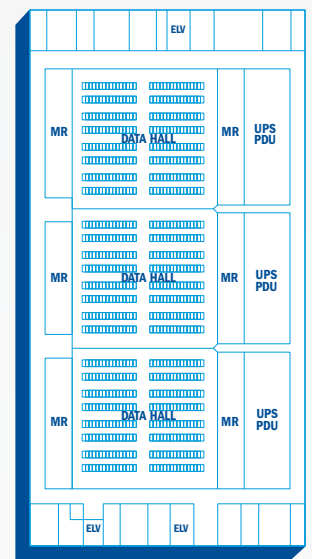 ELV
MR
DATA HALL
MR
UPS
PDU
MR
DATA HALL
MR
UPS
PDU
MR
DATA HALL
MR
UPS
PDU
ELV
ELV